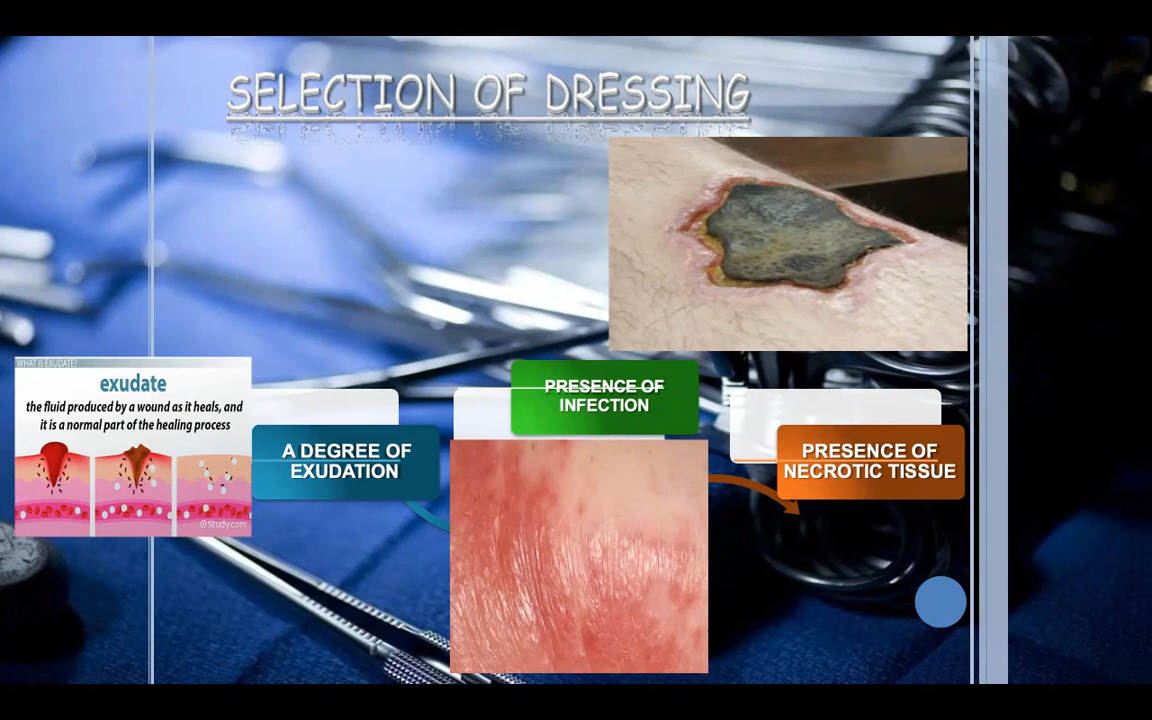 SELECTION OF DRESSING
WHAT IS EXUDATE?
exudate
the fluid produced by a wound as it heals, and
it is a normal part of the healing process
Study.com
A DEGREE OF
EXUDATION
PRESENCE OF
INFECTION
PRESENCE OF
NECROTIC TISSUE